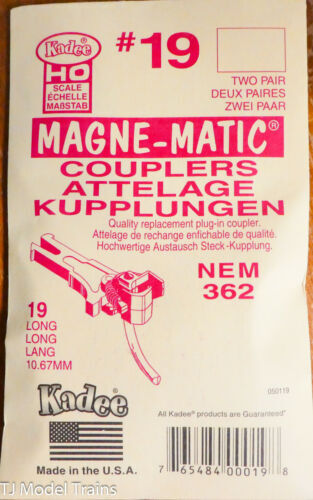 Kadee
®
HO
SCALE
ÉCHELLE
MAẞSTAB
#19
TWO PAIR
DEUX PAIRES
ZWEI PAAR
MAGNE-MATIC®
COUPLERS
ATTELAGE
KUPPLUNGEN
Quality replacement plug-in coupler.
Attelage de rechange enfichable de qualité.
Hochwertige Austausch Steck-Kupplung.
NEM
362
19
LONG
LONG
LANG
10.67MM
Kadee
®
050119
All Kadee® products are Guaranteed*
Made in the U.S.A.
7 65484 00019 8
TJ Model Trains